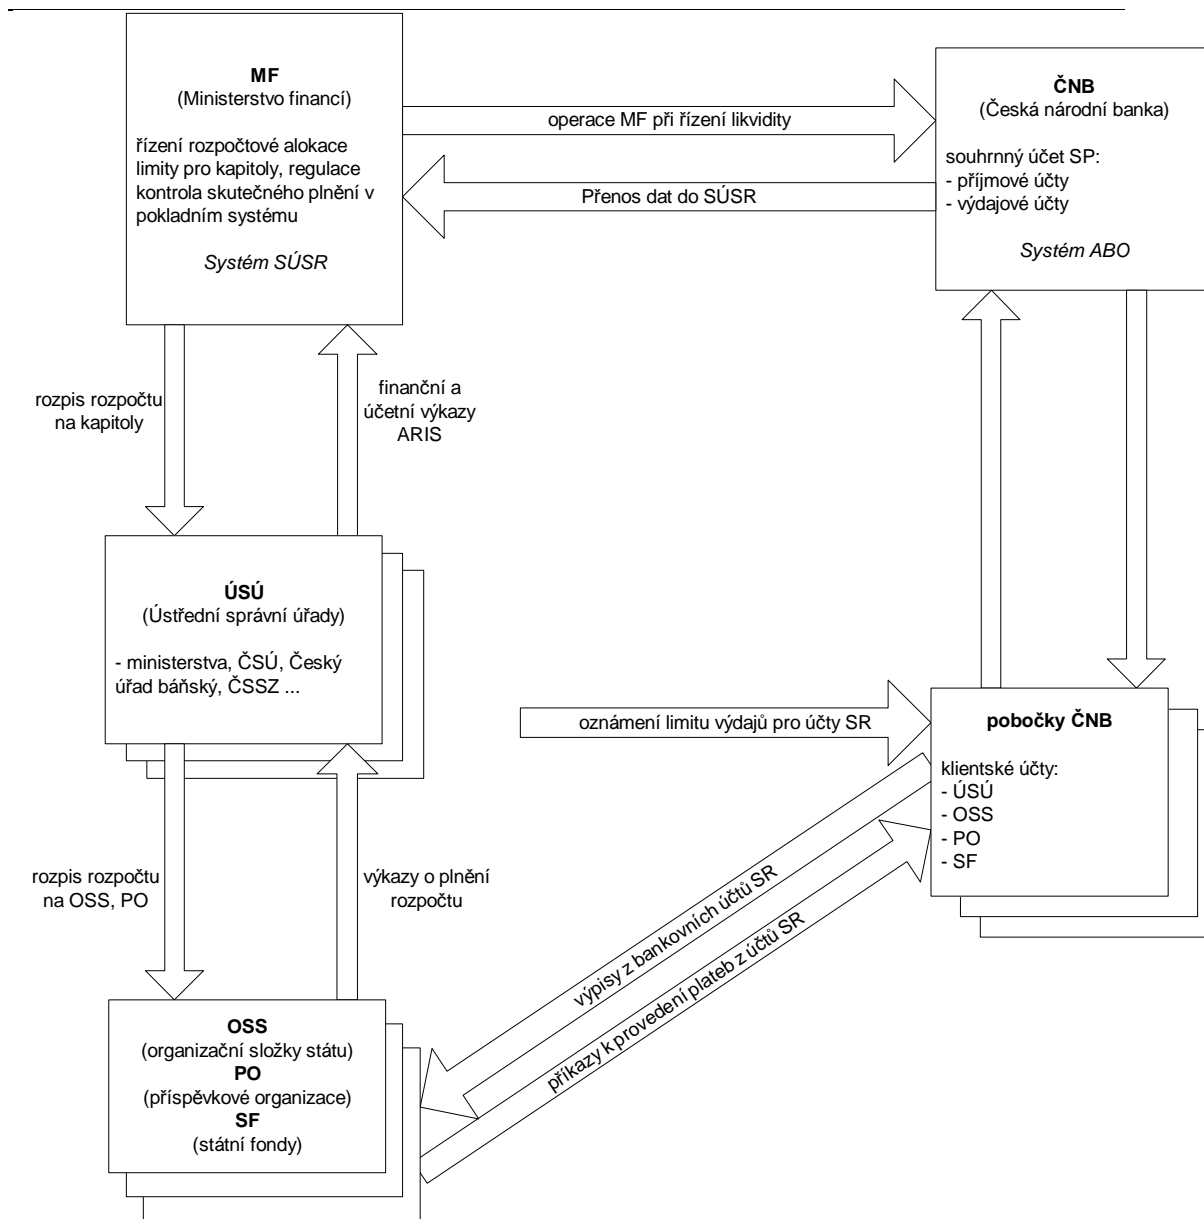 MF
(Ministerstvo financí)
řízení rozpočtové alokace
limity pro kapitoly, regulace
kontrola skutečného plnění v
pokladním systému
Systém SÚSR
operace MF při řízení likvidity
Přenos dat do SÚSR
ČNB
(Česká národní banka)
souhrnný účet SP:
- příjmové účty
- výdajové účty
Systém ABO
rozpis rozpočtu
na kapitoly
finanční a
účetní výkazy
ARIS
ÚSÚ
(Ústřední správní úřady)
- ministerstva, ČSÚ, Český
úřad báňský, ČSSZ ...
oznámení limitu výdajů pro účty SR
pobočky ČNB
klientské účty:
- ÚSÚ
- OSS
- PO
- SF
rozpis rozpočtu
na OSS, PO
výkazy o plnění
rozpočtu
výpisy z bankovních účtů SR
příkazy k provedení plateb z účtů SR
OSS
(organizační složky státu)
PO
(příspěvkové organizace)
SF
(státní fondy)